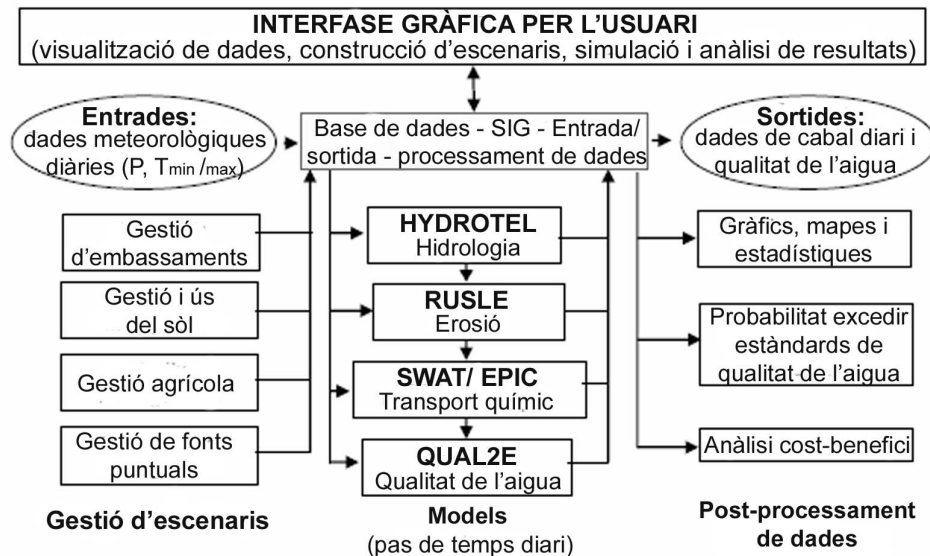 INTERFASE GRÀFICA PER L'USUARI
(visualització de dades, construcció d'escenaris, simulació i anàlisi de resultats)
Entrades:
dades meteorològiques
diàries (P, Tmin /max)
Base de dades - SIG - Entrada/
sortida - processament de dades
Sortides:
dades de cabal diari i
qualitat de l'aigua
Gestió
d'embassaments
Gestió i ús
del sòl
Gestió agrícola
Gestió de fonts
puntuals
Gestió d'escenaris
HYDROTEL
Hidrologia
RUSLE
Erosió
SWAT/ EPIC
Transport químic
QUAL2E
Qualitat de l'aigua
Models
(pas de temps diari)
Gràfics, mapes i
estadístiques
Probabilitat excedir
estàndards de
qualitat de l'aigua
Anàlisi cost-benefici
Post-processament
de dades